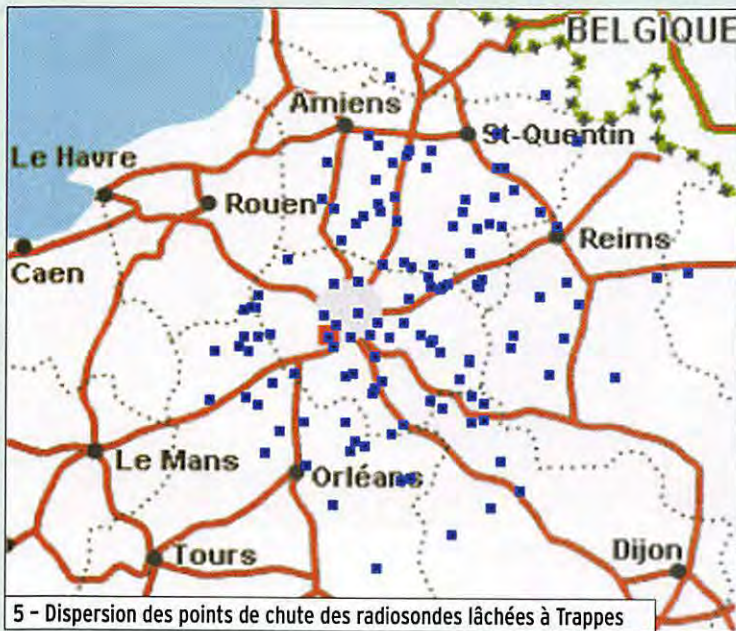 BELGIQUE
Amiens
St-Quentin
Le Havre
Rouen
Reims
Caen
Le Mans
Orléans
Tours
Dijon
5 – Dispersion des points de chute des radiosondes lâchées à Trappes